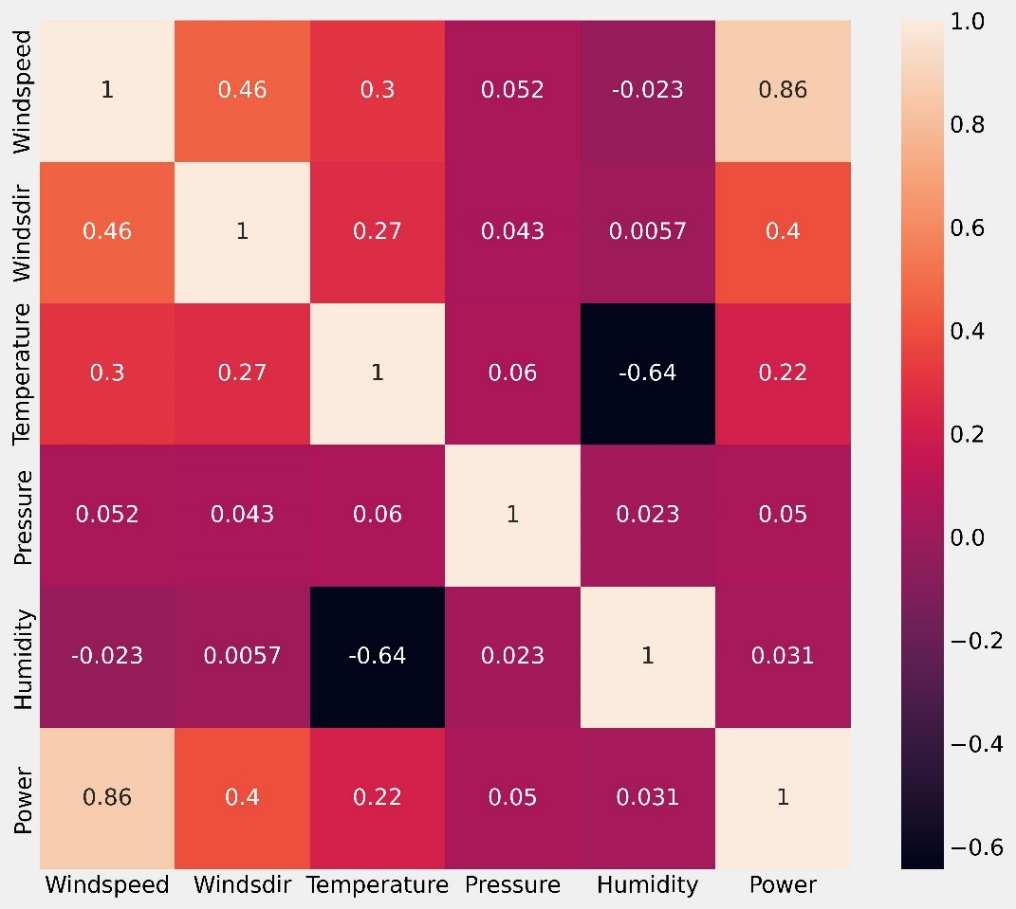 Windspeed 1 0.46 0.3 0.052 -0.023 0.86
Windsdir 0.46 1 0.27 0.043 0.0057 0.4
Temperature 0.3 0.27 1 0.06 -0.64 0.22
Pressure 0.052 0.043 0.06 1 0.023 0.05
Humidity -0.023 0.0057 -0.64 0.023 1 0.031
Power 0.86 0.4 0.22 0.05 0.031 1
Windspeed Windsdir Temperature Pressure Humidity Power
1.0
0.8
0.6
0.4
0.2
0.0
−0.2
−0.4
−0.6